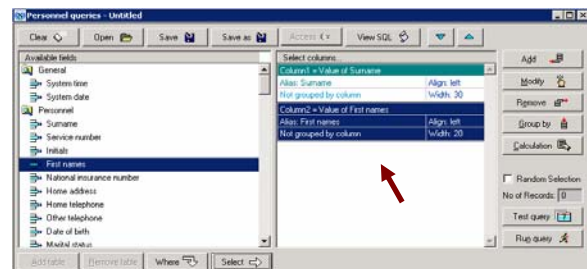 Personnel queries - Untitled
Clear Open Save Save as Access View SQL
Available fields
General
System time
System date
Personnel
Surname
Service number
Initials
First names
National insurance number
Home address
Home telephone
Other telephone
Date of birth
Marital status
Select columns...
Column1 = Value of Surname
Alias: Surname Align: left
Not grouped by column Width: 30
Column2 = Value of First names
Alias: First names Align: left
Not grouped by column Width: 20
Add
Modify
Remove
Group by
Calculation
Random Selection
No of Records: 0
Test query
Run query
Add table Remove table Where Select